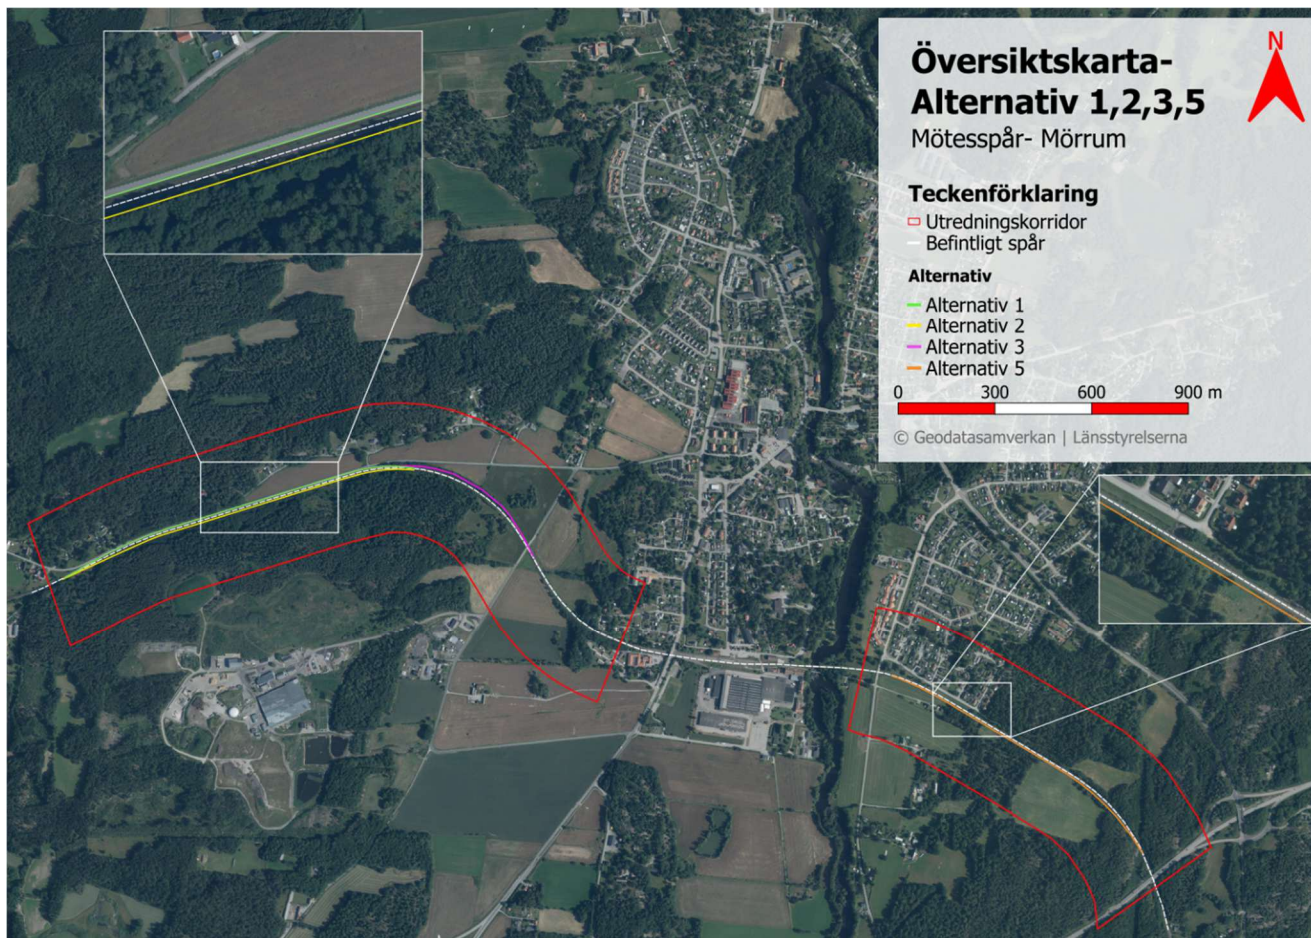 Översiktskarta-
Alternativ 1,2,3,5
Mötesspår- Mörrum
N
Teckenförklaring
Utredningskorridor
Befintligt spår
Alternativ
Alternativ 1
Alternativ 2
Alternativ 3
Alternativ 5
0 300 600 900 m
© Geodatasamverkan | Länsstyrelserna